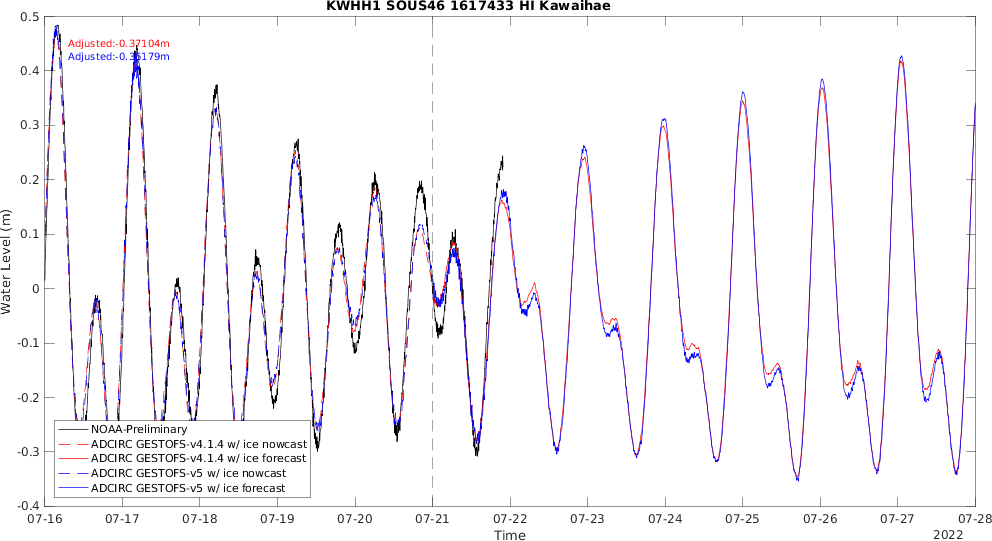 KWHH1 SOUS46 1617433 HI Kawaihae
Adjusted:-0.37104m
Water Level (m)
0.5
0.4
0.3
0.2
0.1
0
-0.1
-0.2
-0.3
-0.4
NOAA-Preliminary
ADCIRC GESTOFS-v4.1.4 w/ ice nowcast
ADCIRC GESTOFS-v4.1.4 w/ ice forecast
ADCIRC GESTOFS-v5 w/ ice nowcast
ADCIRC GESTOFS-v5 w/ ice forecast
07-16 07-17 07-18 07-19 07-20 07-21 07-22 07-23 07-24 07-25 07-26 07-27 07-28
Time
2022